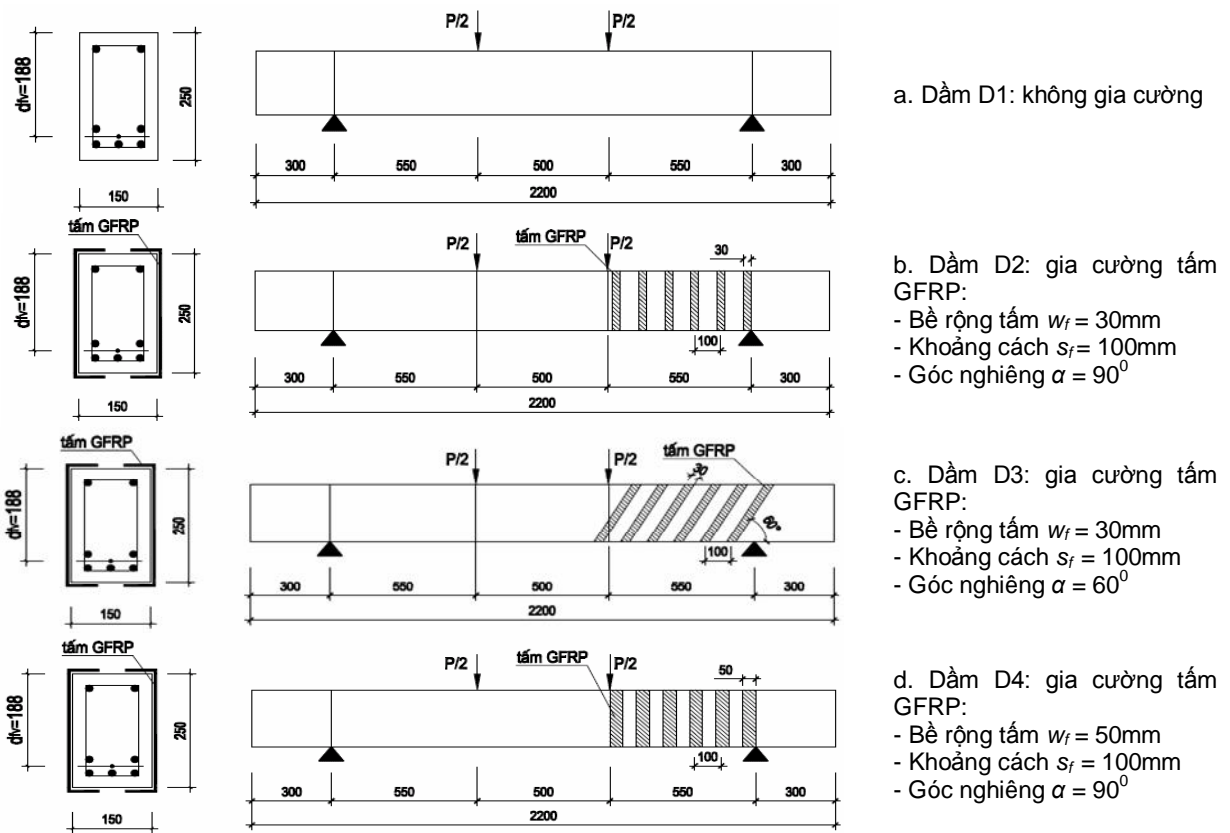 P/2
P/2
dfv=188
250
150
300
550
500
550
300
2200
a. Dầm D1: không gia cường
tấm GFRP
dfv=188
250
150
P/2
tấm GFRP
P/2
30
100
300
550
500
550
300
2200
b. Dầm D2: gia cường tấm
GFRP:
- Bề rộng tấm wf = 30mm
- Khoảng cách sf = 100mm
- Góc nghiêng α = 90⁰
tấm GFRP
dfv=188
250
150
P/2
P/2
tấm GFRP
30
60°
100
300
550
500
550
300
2200
c. Dầm D3: gia cường tấm
GFRP:
- Bề rộng tấm wf = 30mm
- Khoảng cách sf = 100mm
- Góc nghiêng α = 60⁰
tấm GFRP
dfv=188
250
150
P/2
tấm GFRP
P/2
50
100
300
550
500
550
300
2200
d. Dầm D4: gia cường tấm
GFRP:
- Bề rộng tấm wf = 50mm
- Khoảng cách sf = 100mm
- Góc nghiêng α = 90⁰